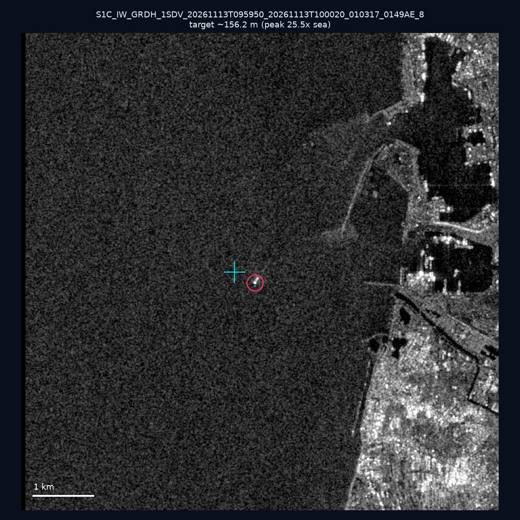 S1C_IW_GRDH_1SDV_20261113T095950_20261113T100020_010317_0149AE_8
target ~156.2 m (peak 25.5x sea)
1 km